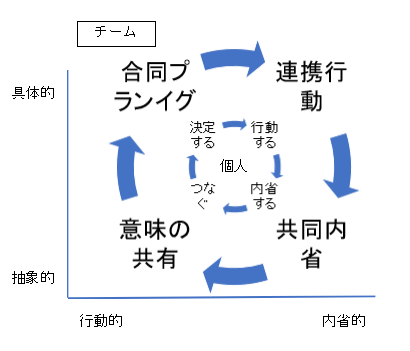 チーム
具体的
合同プ
ランイグ
連携行
動
決定
する
行動
する
個人
つな
ぐ
内省
する
意味の
共有
共同内
省
抽象的
行動的
内省的